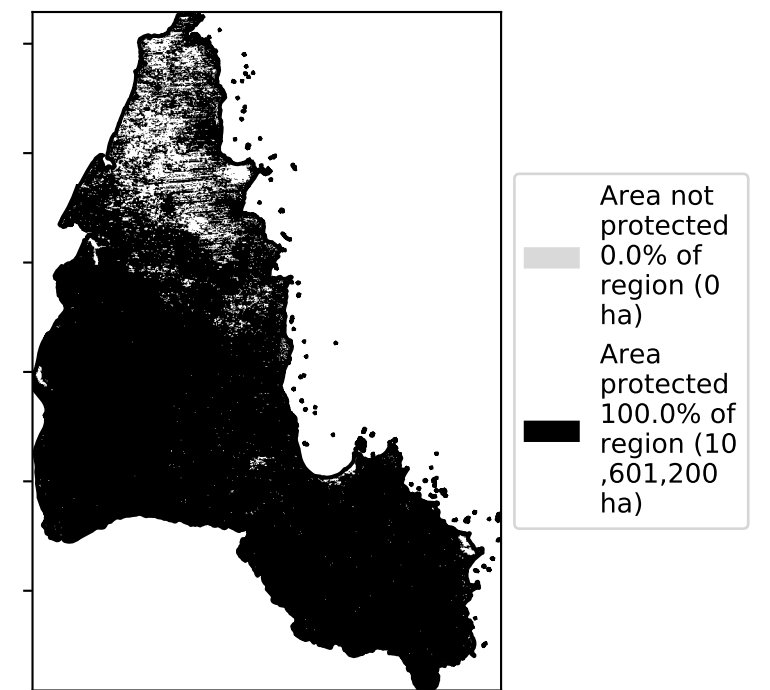 Area not
protected
0.0% of
region (0
ha)
Area
protected
100.0% of
region (10
,601,200
ha)